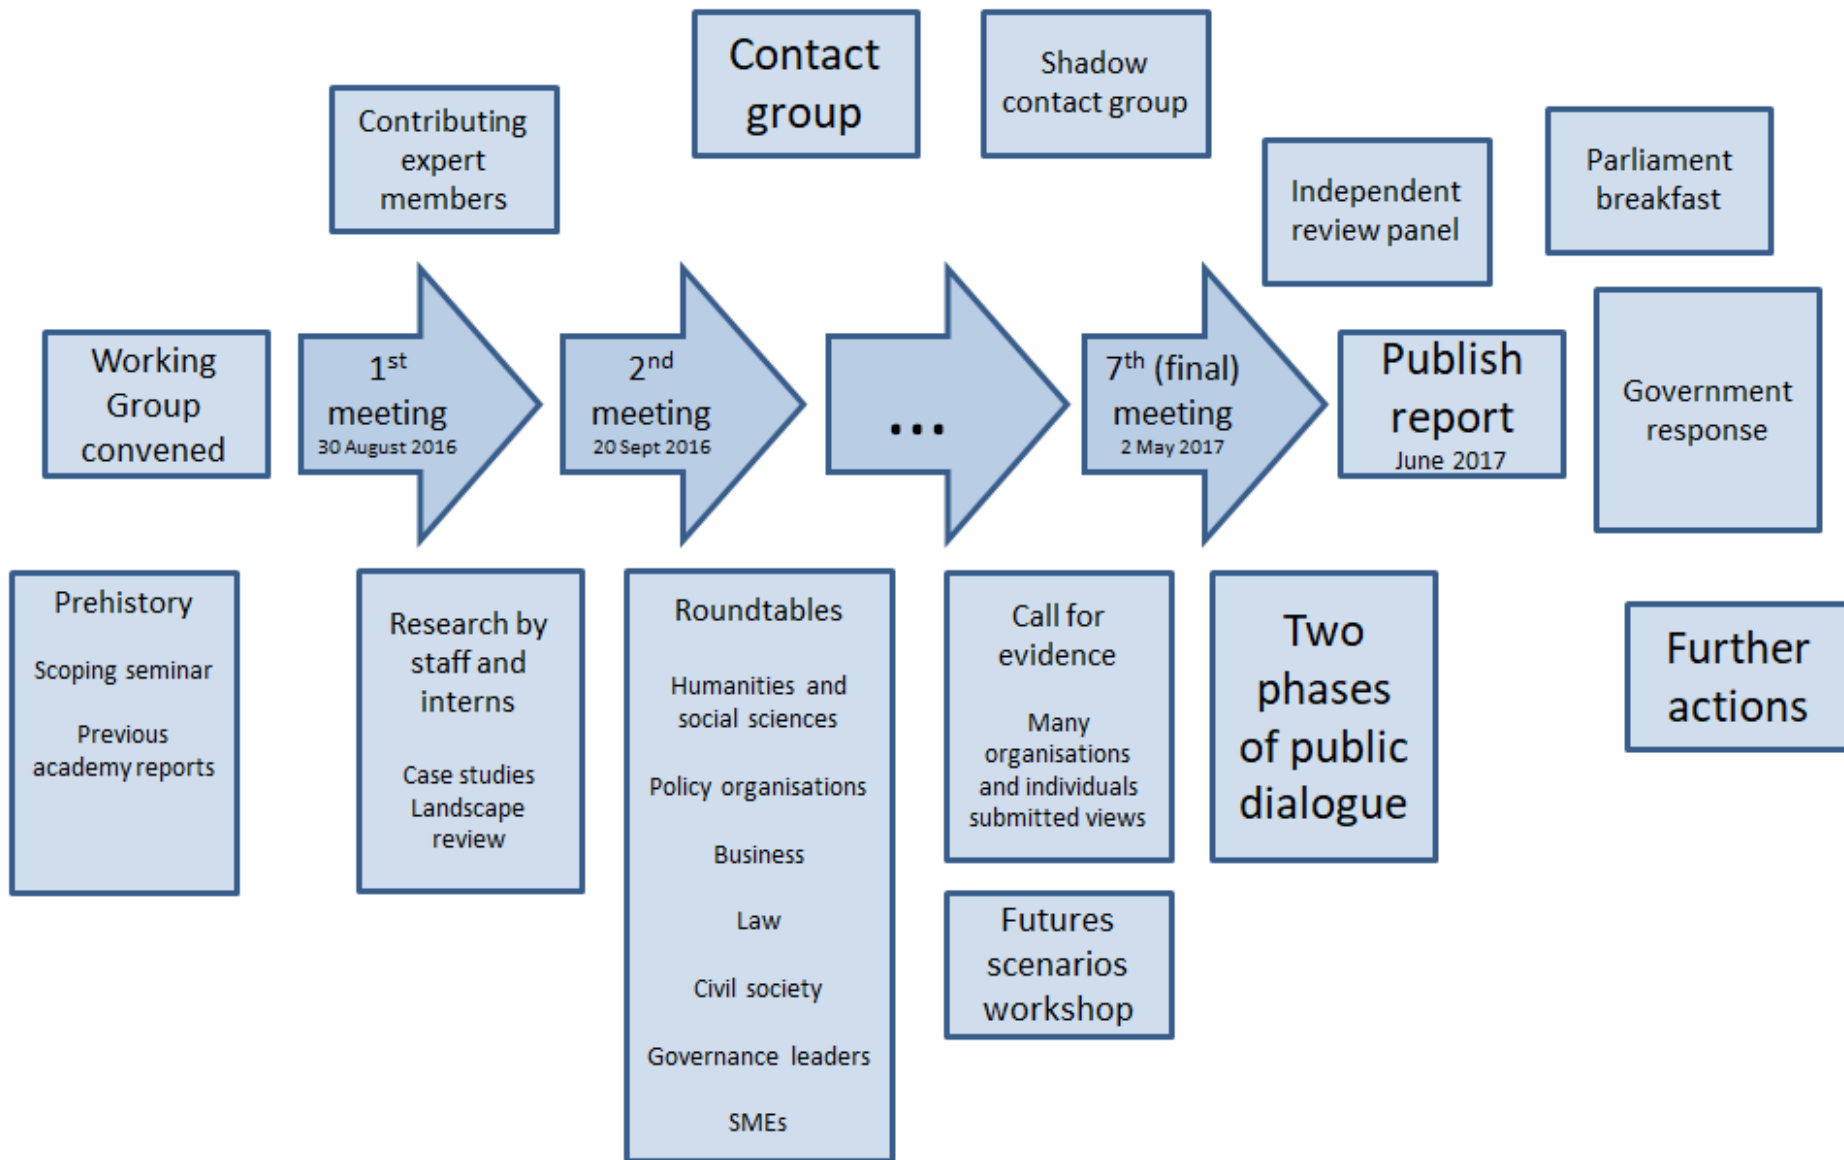 Contact
group
Shadow
contact group
Contributing
expert
members
Parliament
breakfast
Independent
review panel
Working
Group
convened
1st
meeting
30 August 2016
2nd
meeting
20 Sept 2016
...
7th (final)
meeting
2 May 2017
Publish
report
June 2017
Government
response
Prehistory
Scoping seminar
Previous
academy reports
Research by
staff and
interns
Case studies
Landscape
review
Roundtables
Humanities and
social sciences
Policy organisations
Business
Law
Civil society
Governance leaders
SMEs
Call for
evidence
Many
organisations
and individuals
submitted views
Futures
scenarios
workshop
Two
phases
of public
dialogue
Further
actions